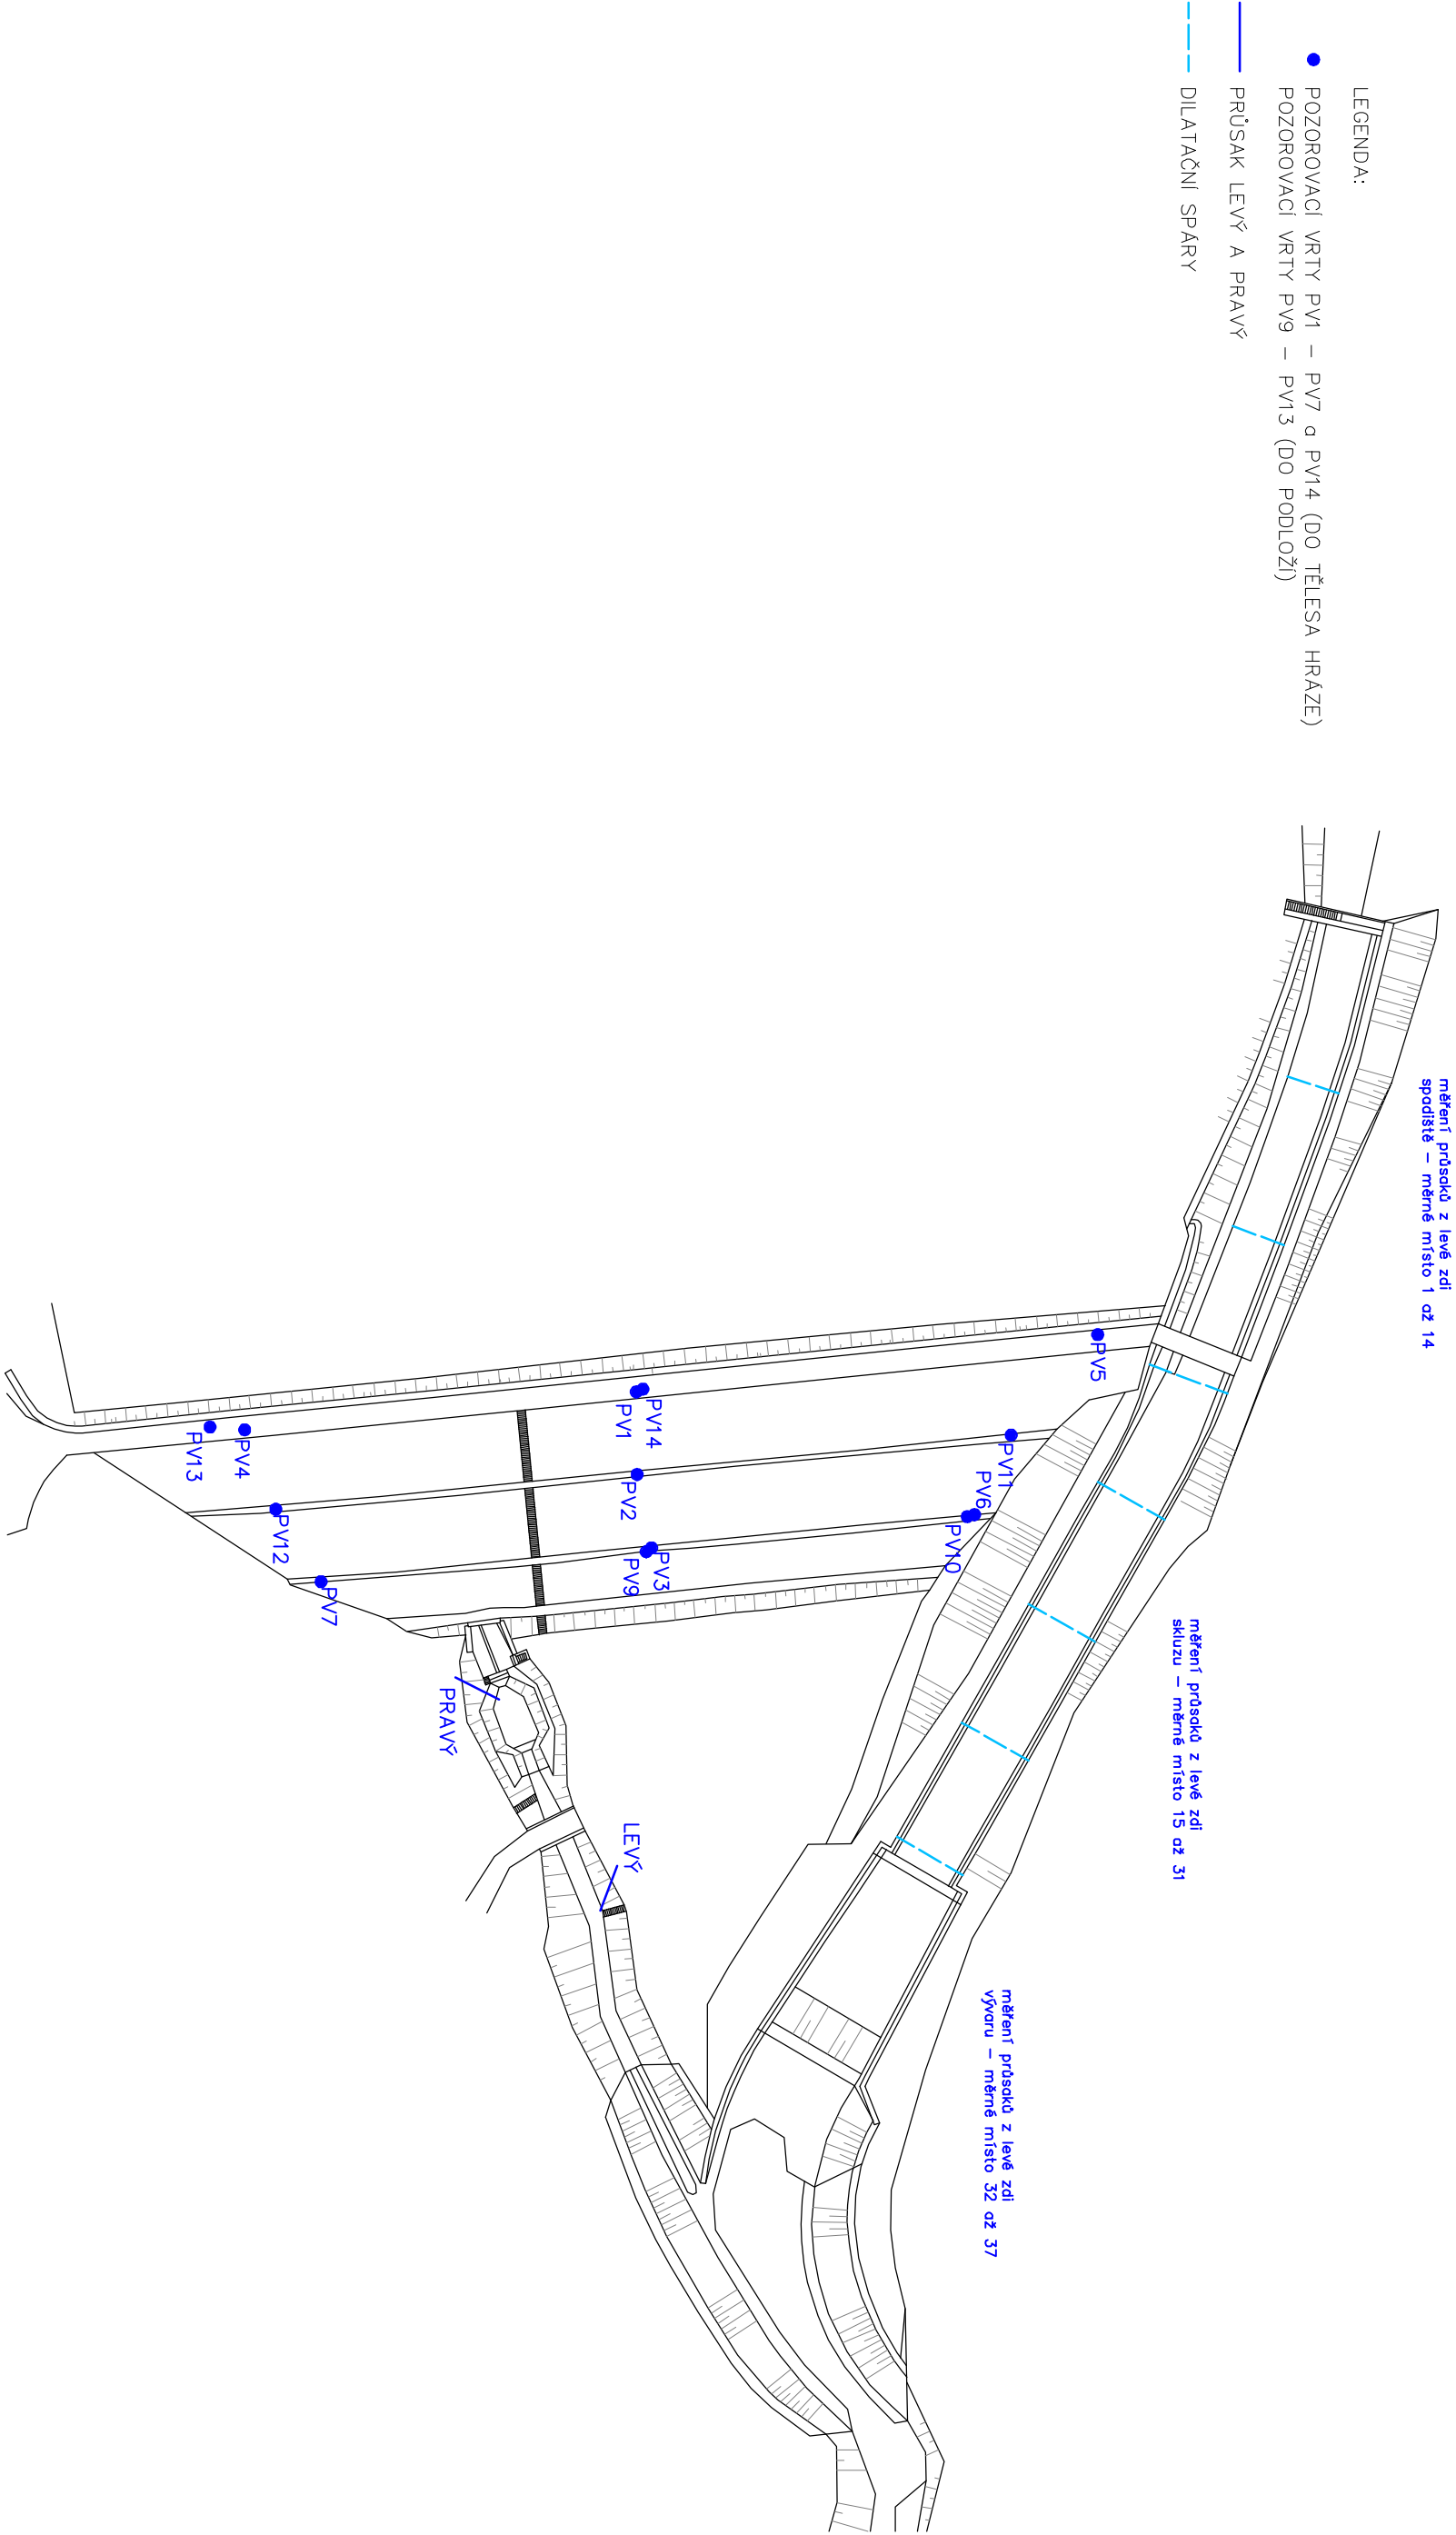 LEGENDA:
POZOROVACÍ VRTY PV1 – PV7 a PV14 (DO TĚLESA HRÁZE)
POZOROVACÍ VRTY PV9 – PV13 (DO PODLOŽÍ)
PRŮSAK LEVÝ A PRAVÝ
DILATAČNÍ SPÁRY
měření průsaků z levé zdi
spadiště – měrné místo 1 až 14
měření průsaků z levé zdi
skluzu – měrné místo 15 až 31
měření průsaků z levé zdi
vývaru – měrné místo 32 až 37
PV5
PV14
PV1
PV4
PV13
PV11
PV6
PV10
PV2
PV12
PV3
PV9
PV7
PRAVÝ
LEVÝ